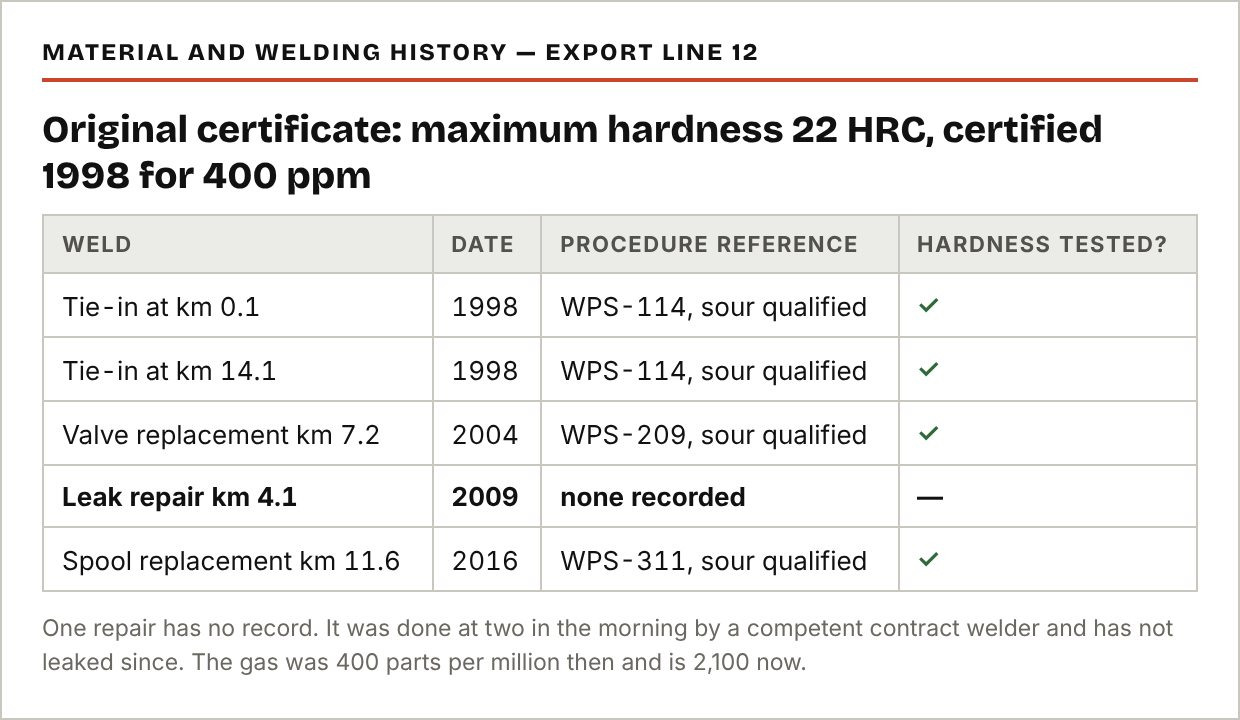 MATERIAL AND WELDING HISTORY — EXPORT LINE 12
Original certificate: maximum hardness 22 HRC, certified
1998 for 400 ppm
WELD DATE PROCEDURE REFERENCE HARDNESS TESTED?
Tie-in at km 0.1 1998 WPS-114, sour qualified ✓
Tie-in at km 14.1 1998 WPS-114, sour qualified ✓
Valve replacement km 7.2 2004 WPS-209, sour qualified ✓
Leak repair km 4.1 2009 none recorded —
Spool replacement km 11.6 2016 WPS-311, sour qualified ✓
One repair has no record. It was done at two in the morning by a competent contract welder and has not
leaked since. The gas was 400 parts per million then and is 2,100 now.